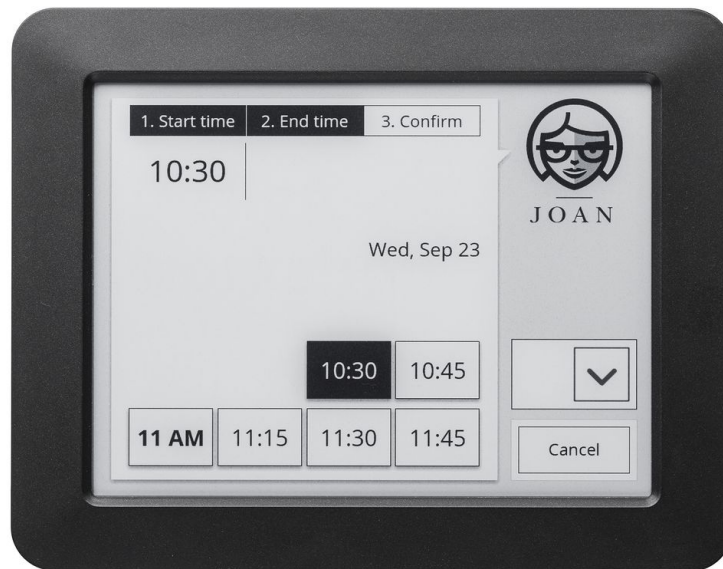 1. Start time 2. End time 3. Confirm
10:30
JOAN
Wed, Sep 23
10:30 10:45
11 AM 11:15 11:30 11:45
Cancel